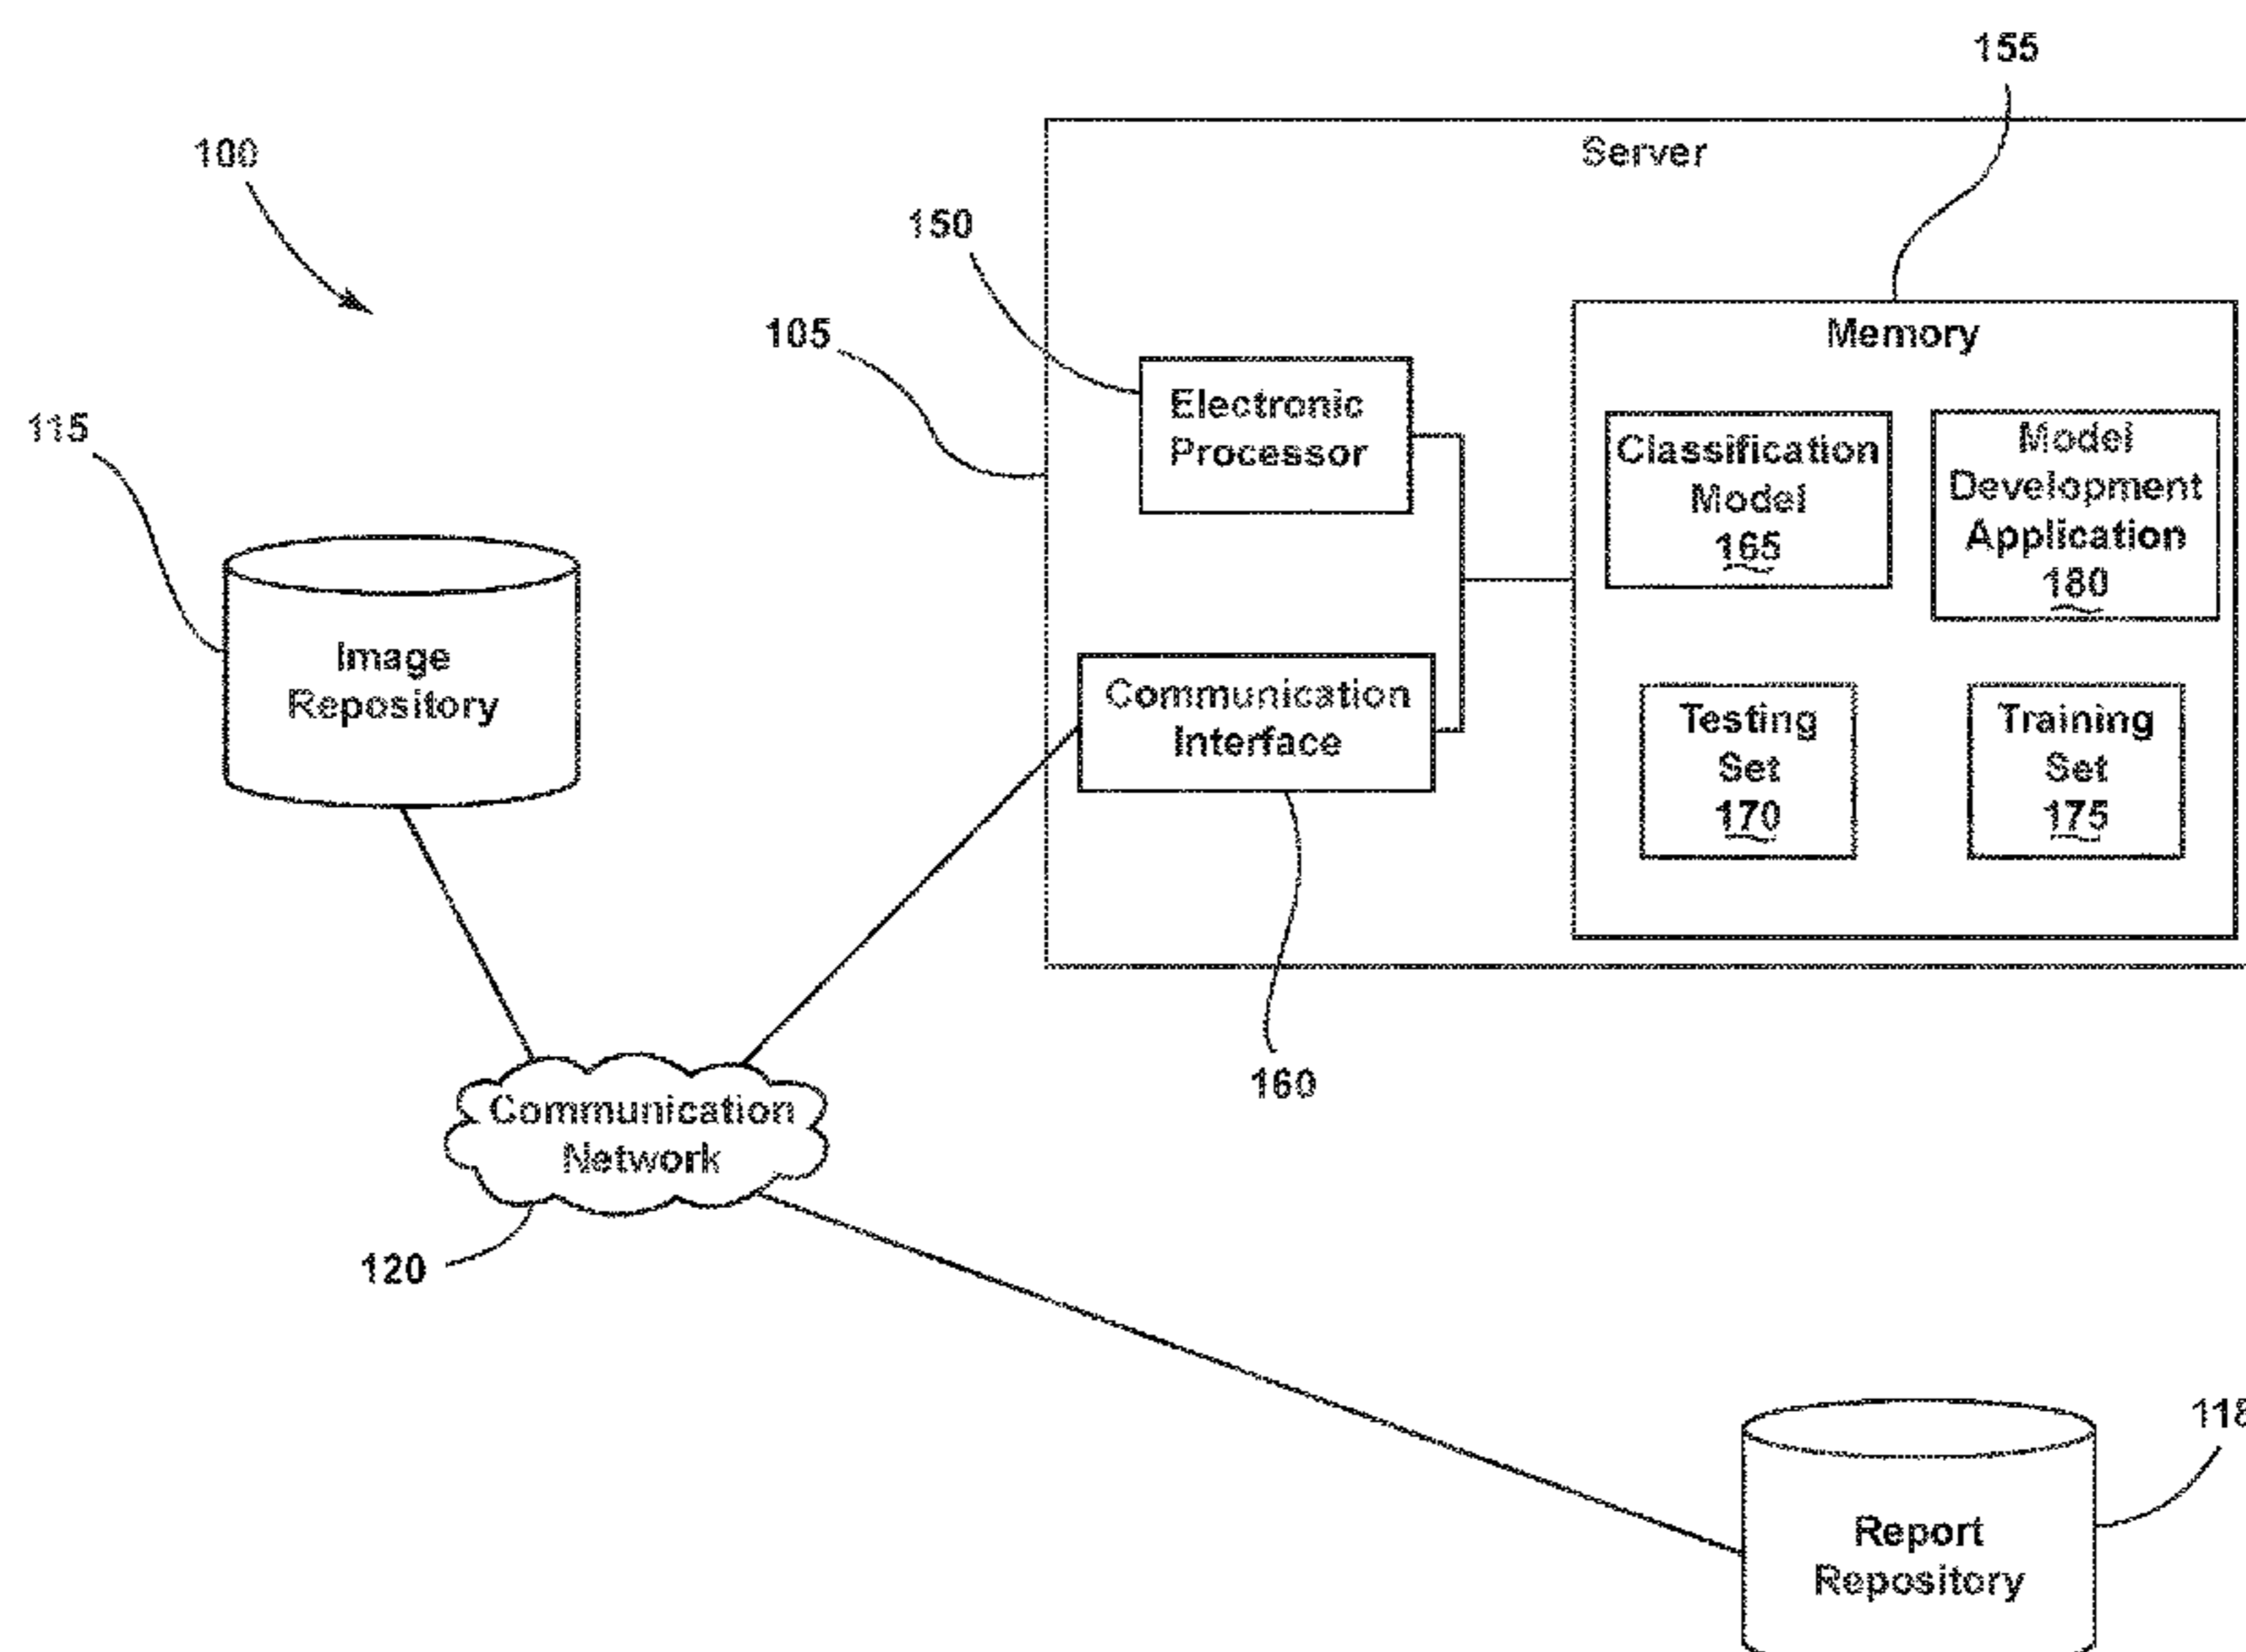 155
Server
100
150
105
Memory
Electronic
Processor
Classification
Model
165
Model
Development
Application
180
115
Image
Repository
Communication
Interface
Testing
Set
170
Training
Set
175
160
Communication
Network
120
118
Report
Repository